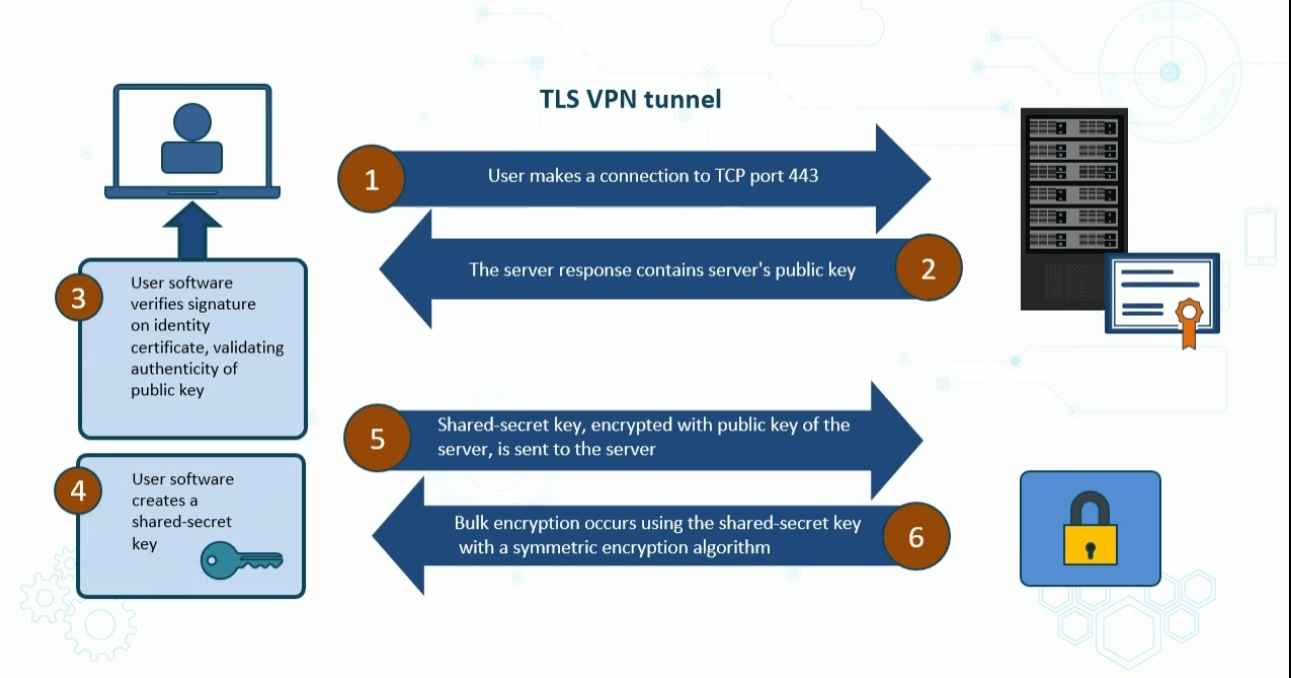 TLS VPN tunnel
1
User makes a connection to TCP port 443
The server response contains server's public key
2
3
User software
verifies signature
on identity
certificate, validating
authenticity of
public key
4
User software
creates a
shared-secret
key
5
Shared-secret key, encrypted with public key of the
server, is sent to the server
Bulk encryption occurs using the shared-secret key
with a symmetric encryption algorithm
6